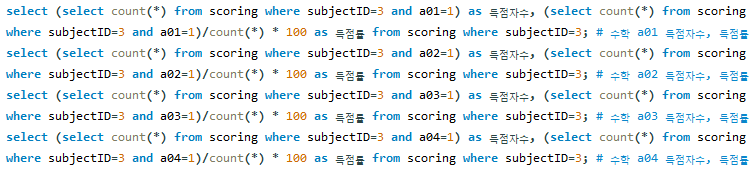 select (select count(*) from scoring where subjectID=3 and a01=1) as 득점자수, (select count(*) from scoring
where subjectID=3 and a01=1)/count(*) * 100 as 득점률 from scoring where subjectID=3; # 수학 a01 득점자수, 득점률
select (select count(*) from scoring where subjectID=3 and a02=1) as 득점자수, (select count(*) from scoring
where subjectID=3 and a02=1)/count(*) * 100 as 득점률 from scoring where subjectID=3; # 수학 a02 득점자수, 득점률
select (select count(*) from scoring where subjectID=3 and a03=1) as 득점자수, (select count(*) from scoring
where subjectID=3 and a03=1)/count(*) * 100 as 득점률 from scoring where subjectID=3; # 수학 a03 득점자수, 득점률
select (select count(*) from scoring where subjectID=3 and a04=1) as 득점자수, (select count(*) from scoring
where subjectID=3 and a04=1)/count(*) * 100 as 득점률 from scoring where subjectID=3; # 수학 a04 득점자수, 득점률